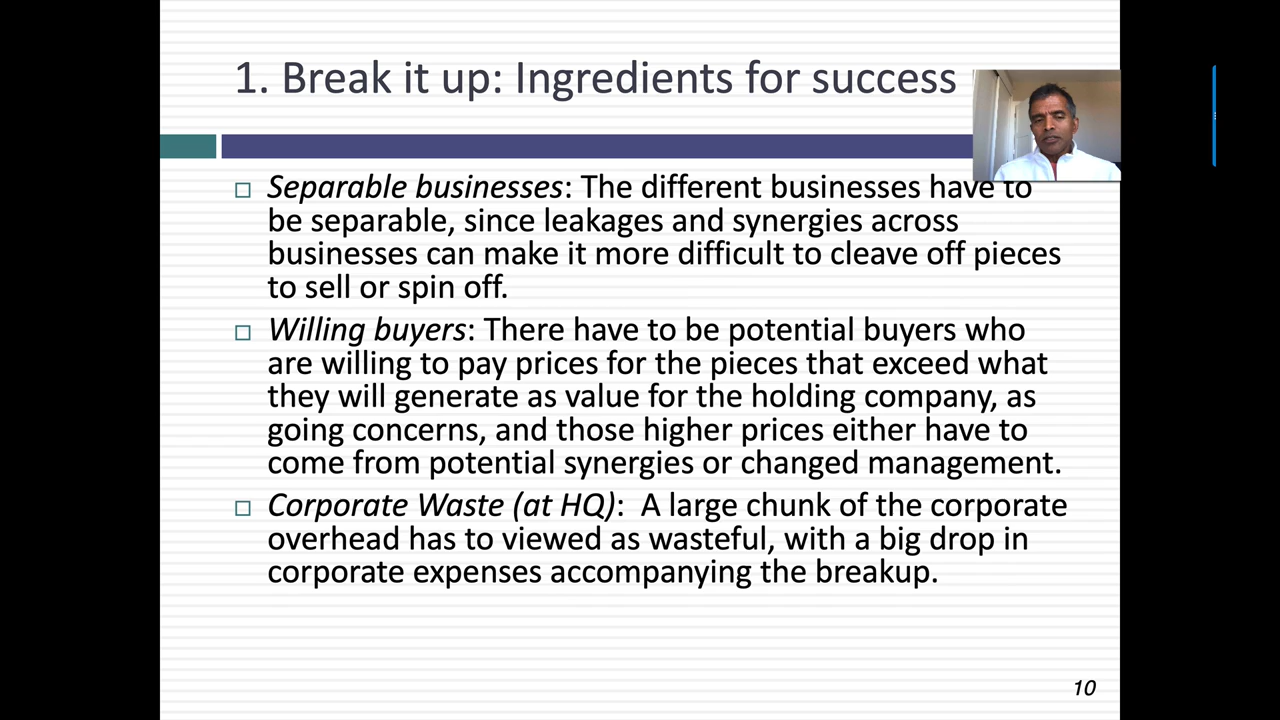 1. Break it up: Ingredients for success
Separable businesses: The different businesses have to
be separable, since leakages and synergies across
businesses can make it more difficult to cleave off pieces
to sell or spin off.
Willing buyers: There have to be potential buyers who
are willing to pay prices for the pieces that exceed what
they will generate as value for the holding company, as
going concerns, and those higher prices either have to
come from potential synergies or changed management.
Corporate Waste (at HQ): A large chunk of the corporate
overhead has to viewed as wasteful, with a big drop in
corporate expenses accompanying the breakup.
10